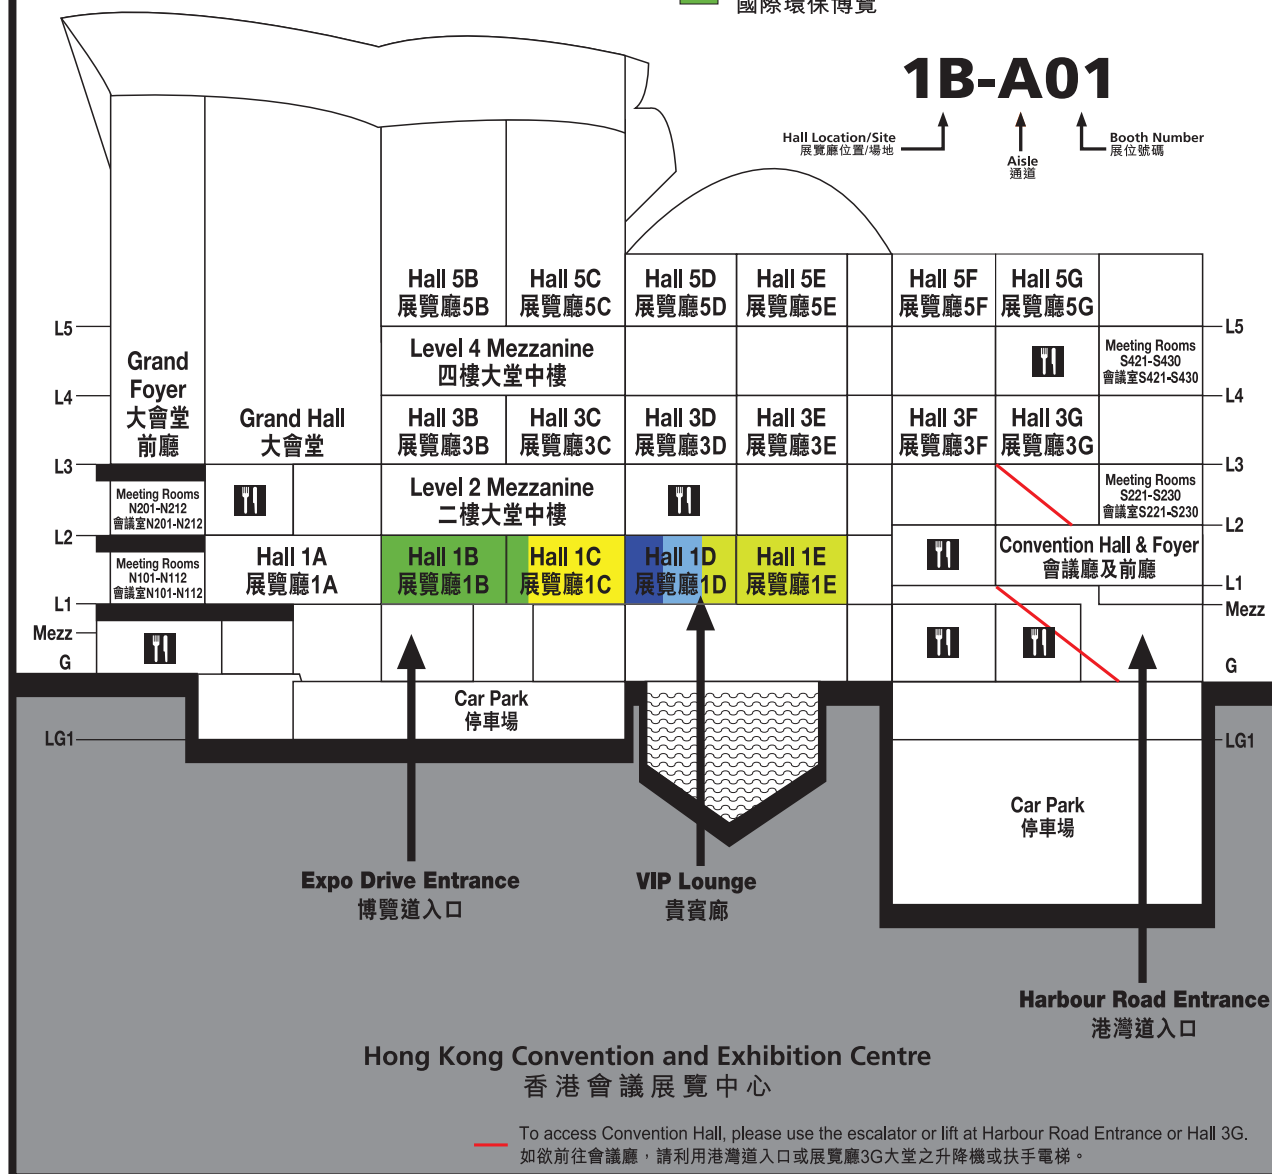 國際環保博覽
1B-A01
Hall Location/Site
展覽廳位置/場地
Aisle
通道
Booth Number
展位號碼
Hall 5B
展覽廳5B
Hall 5C
展覽廳5C
Hall 5D
展覽廳5D
Hall 5E
展覽廳5E
Hall 5F
展覽廳5F
Hall 5G
展覽廳5G
L5
L5
Grand
Foyer
大會堂
前廳
Grand Hall
大會堂
Level 4 Mezzanine
四樓大堂中樓
Meeting Rooms
S421-S430
會議室S421-S430
L4
L4
Hall 3B
展覽廳3B
Hall 3C
展覽廳3C
Hall 3D
展覽廳3D
Hall 3E
展覽廳3E
Hall 3F
展覽廳3F
Hall 3G
展覽廳3G
L3
L3
Meeting Rooms
N201-N212
會議室N201-N212
Level 2 Mezzanine
二樓大堂中樓
Meeting Rooms
S221-S230
會議室S221-S230
L2
L2
Meeting Rooms
N101-N112
會議室N101-N112
Hall 1A
展覽廳1A
Hall 1B
展覽廳1B
Hall 1C
展覽廳1C
Hall 1D
展覽廳1D
Hall 1E
展覽廳1E
Convention Hall & Foyer
會議廳及前廳
L1
L1
Mezz
Mezz
G
G
Car Park
停車場
LG1
LG1
Car Park
停車場
Expo Drive Entrance
博覽道入口
VIP Lounge
貴賓廊
Harbour Road Entrance
港灣道入口
Hong Kong Convention and Exhibition Centre
香港會議展覽中心
To access Convention Hall, please use the escalator or lift at Harbour Road Entrance or Hall 3G.
如欲前往會議廳，請利用港灣道入口或展覽廳3G大堂之升降機或扶手電梯。